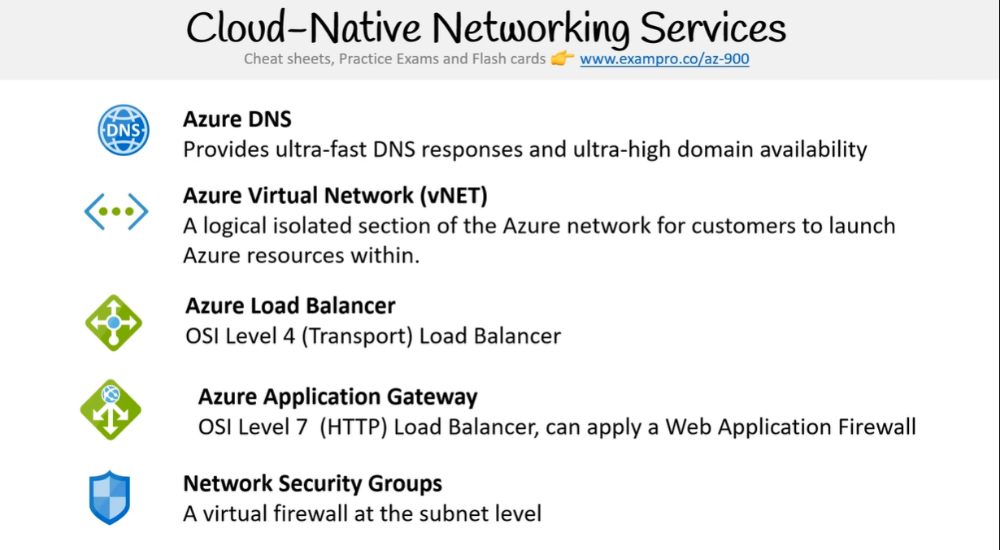 Cloud-Native Networking Services
Cheat sheets, Practice Exams and Flash cards 👉 www.exampro.co/az-900
DNS
Azure DNS
Provides ultra-fast DNS responses and ultra-high domain availability
Azure Virtual Network (vNET)
A logical isolated section of the Azure network for customers to launch
Azure resources within.
Azure Load Balancer
OSI Level 4 (Transport) Load Balancer
Azure Application Gateway
OSI Level 7  (HTTP) Load Balancer, can apply a Web Application Firewall
Network Security Groups
A virtual firewall at the subnet level